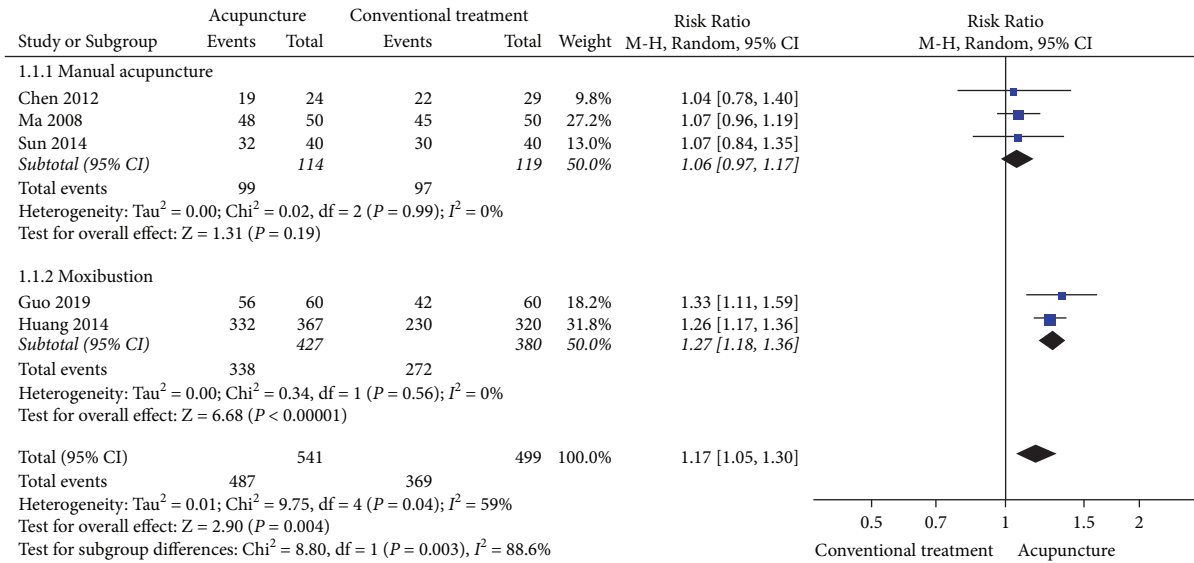 Acupuncture Conventional treatment Risk Ratio Risk Ratio
Study or Subgroup Events Total Events Total Weight M-H, Random, 95% CI M-H, Random, 95% CI
1.1.1 Manual acupuncture
Chen 2012 19 24 22 29 9.8% 1.04 [0.78, 1.40]
Ma 2008 48 50 45 50 27.2% 1.07 [0.96, 1.19]
Sun 2014 32 40 30 40 13.0% 1.07 [0.84, 1.35]
Subtotal (95% CI) 114 119 50.0% 1.06 [0.97, 1.17]
Total events 99 97
Heterogeneity: Tau² = 0.00; Chi² = 0.02, df = 2 (P = 0.99); I² = 0%
Test for overall effect: Z = 1.31 (P = 0.19)
1.1.2 Moxibustion
Guo 2019 56 60 42 60 18.2% 1.33 [1.11, 1.59]
Huang 2014 332 367 230 320 31.8% 1.26 [1.17, 1.36]
Subtotal (95% CI) 427 380 50.0% 1.27 [1.18, 1.36]
Total events 338 272
Heterogeneity: Tau² = 0.00; Chi² = 0.34, df = 1 (P = 0.56); I² = 0%
Test for overall effect: Z = 6.68 (P < 0.00001)
Total (95% CI) 541 499 100.0% 1.17 [1.05, 1.30]
Total events 487 369
Heterogeneity: Tau² = 0.01; Chi² = 9.75, df = 4 (P = 0.04); I² = 59%
Test for overall effect: Z = 2.90 (P = 0.004)
Test for subgroup differences: Chi² = 8.80, df = 1 (P = 0.003), I² = 88.6%
0.5 0.7 1 1.5 2
Conventional treatment Acupuncture